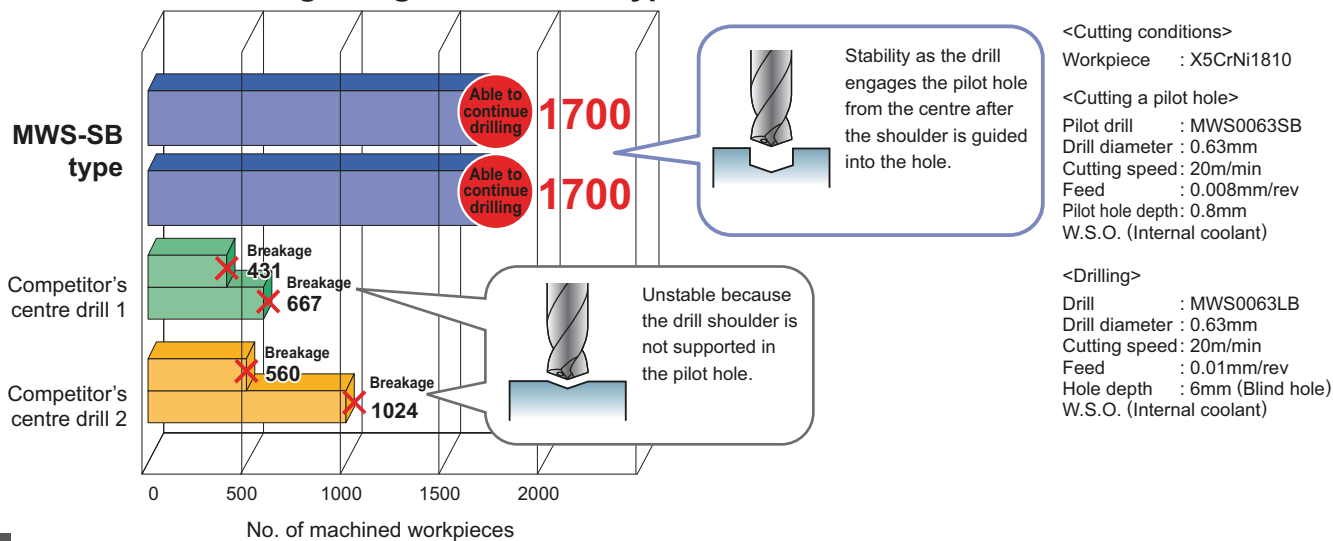 MWS-SB
type
Able to
continue
drilling
1700
Able to
continue
drilling
1700
Competitor's
centre drill 1
Breakage
431
Breakage
667
Competitor's
centre drill 2
Breakage
560
Breakage
1024
0 500 1000 1500 2000
No. of machined workpieces
Stability as the drill
engages the pilot hole
from the centre after
the shoulder is guided
into the hole.
Unstable because
the drill shoulder is
not supported in
the pilot hole.
<Cutting conditions>
Workpiece : X5CrNi1810
<Cutting a pilot hole>
Pilot drill : MWS0063SB
Drill diameter : 0.63mm
Cutting speed : 20m/min
Feed : 0.008mm/rev
Pilot hole depth : 0.8mm
W.S.O. (Internal coolant)
<Drilling>
Drill : MWS0063LB
Drill diameter : 0.63mm
Cutting speed : 20m/min
Feed : 0.01mm/rev
Hole depth : 6mm (Blind hole)
W.S.O. (Internal coolant)